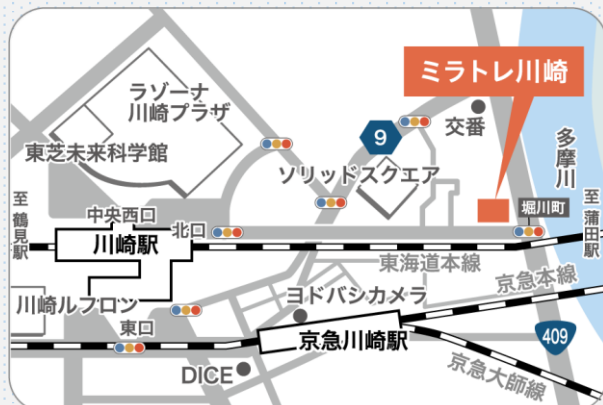 ミラトレ川崎
ラゾーナ
川崎プラザ
9
交番
多摩川
東芝未来科学館
ソリッドスクエア
至鶴見駅
中央西口
北口
堀川町
至蒲田駅
川崎駅
東海道本線
京急本線
川崎ルフロン
ヨドバシカメラ
東口
京急川崎駅
409
DICE
京急大師線